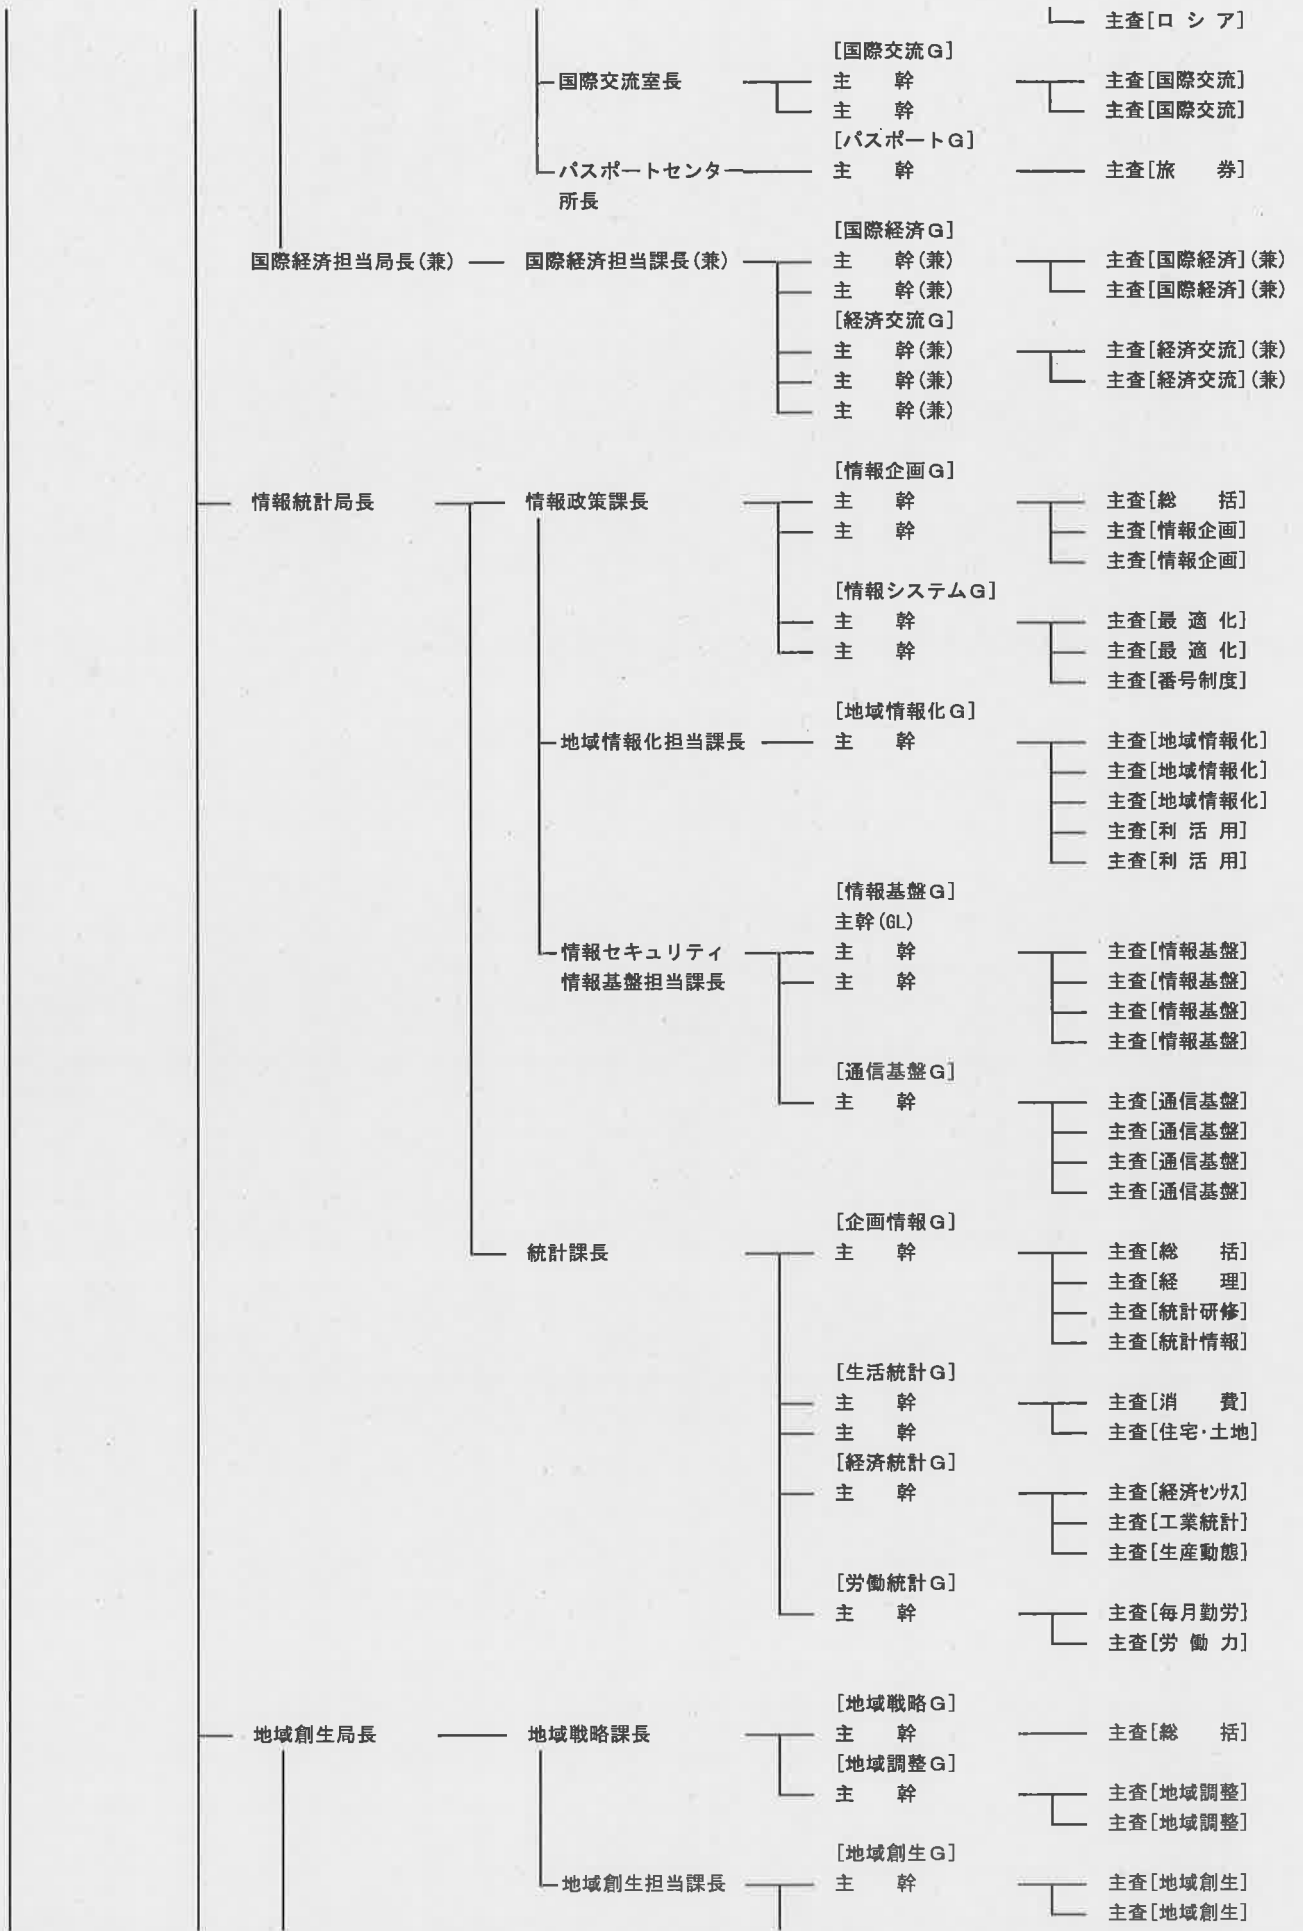 主査[ロ シ ア]
[国際交流G]
国際交流室長 主 幹 主査[国際交流]
主 幹 主査[国際交流]
[パスポートG]
パスポートセンター 主 幹 主査[旅 券]
所長
[国際経済G]
国際経済担当局長(兼) 国際経済担当課長(兼) 主 幹(兼) 主査[国際経済](兼)
主 幹(兼) 主査[国際経済](兼)
[経済交流G]
主 幹(兼) 主査[経済交流](兼)
主 幹(兼) 主査[経済交流](兼)
主 幹(兼)
[情報企画G]
情報統計局長 情報政策課長 主 幹 主査[総 括]
主 幹 主査[情報企画]
主査[情報企画]
[情報システムG]
主 幹 主査[最 適 化]
主 幹 主査[最 適 化]
主査[番号制度]
[地域情報化G]
地域情報化担当課長 主 幹 主査[地域情報化]
主査[地域情報化]
主査[地域情報化]
主査[利 活 用]
主査[利 活 用]
[情報基盤G]
主幹(GL)
情報セキュリティ 主 幹 主査[情報基盤]
情報基盤担当課長 主 幹 主査[情報基盤]
主査[情報基盤]
主査[情報基盤]
[通信基盤G]
主 幹 主査[通信基盤]
主査[通信基盤]
主査[通信基盤]
主査[通信基盤]
[企画情報G]
統計課長 主 幹 主査[総 括]
主査[経 理]
主査[統計研修]
主査[統計情報]
[生活統計G]
主 幹 主査[消 費]
主 幹 主査[住宅・土地]
[経済統計G]
主 幹 主査[経済ｾﾝｻｽ]
主査[工業統計]
主査[生産動態]
[労働統計G]
主 幹 主査[毎月勤労]
主査[労 働 力]
[地域戦略G]
地域創生局長 地域戦略課長 主 幹 主査[総 括]
[地域調整G]
主 幹 主査[地域調整]
主査[地域調整]
[地域創生G]
地域創生担当課長 主 幹 主査[地域創生]
主査[地域創生]